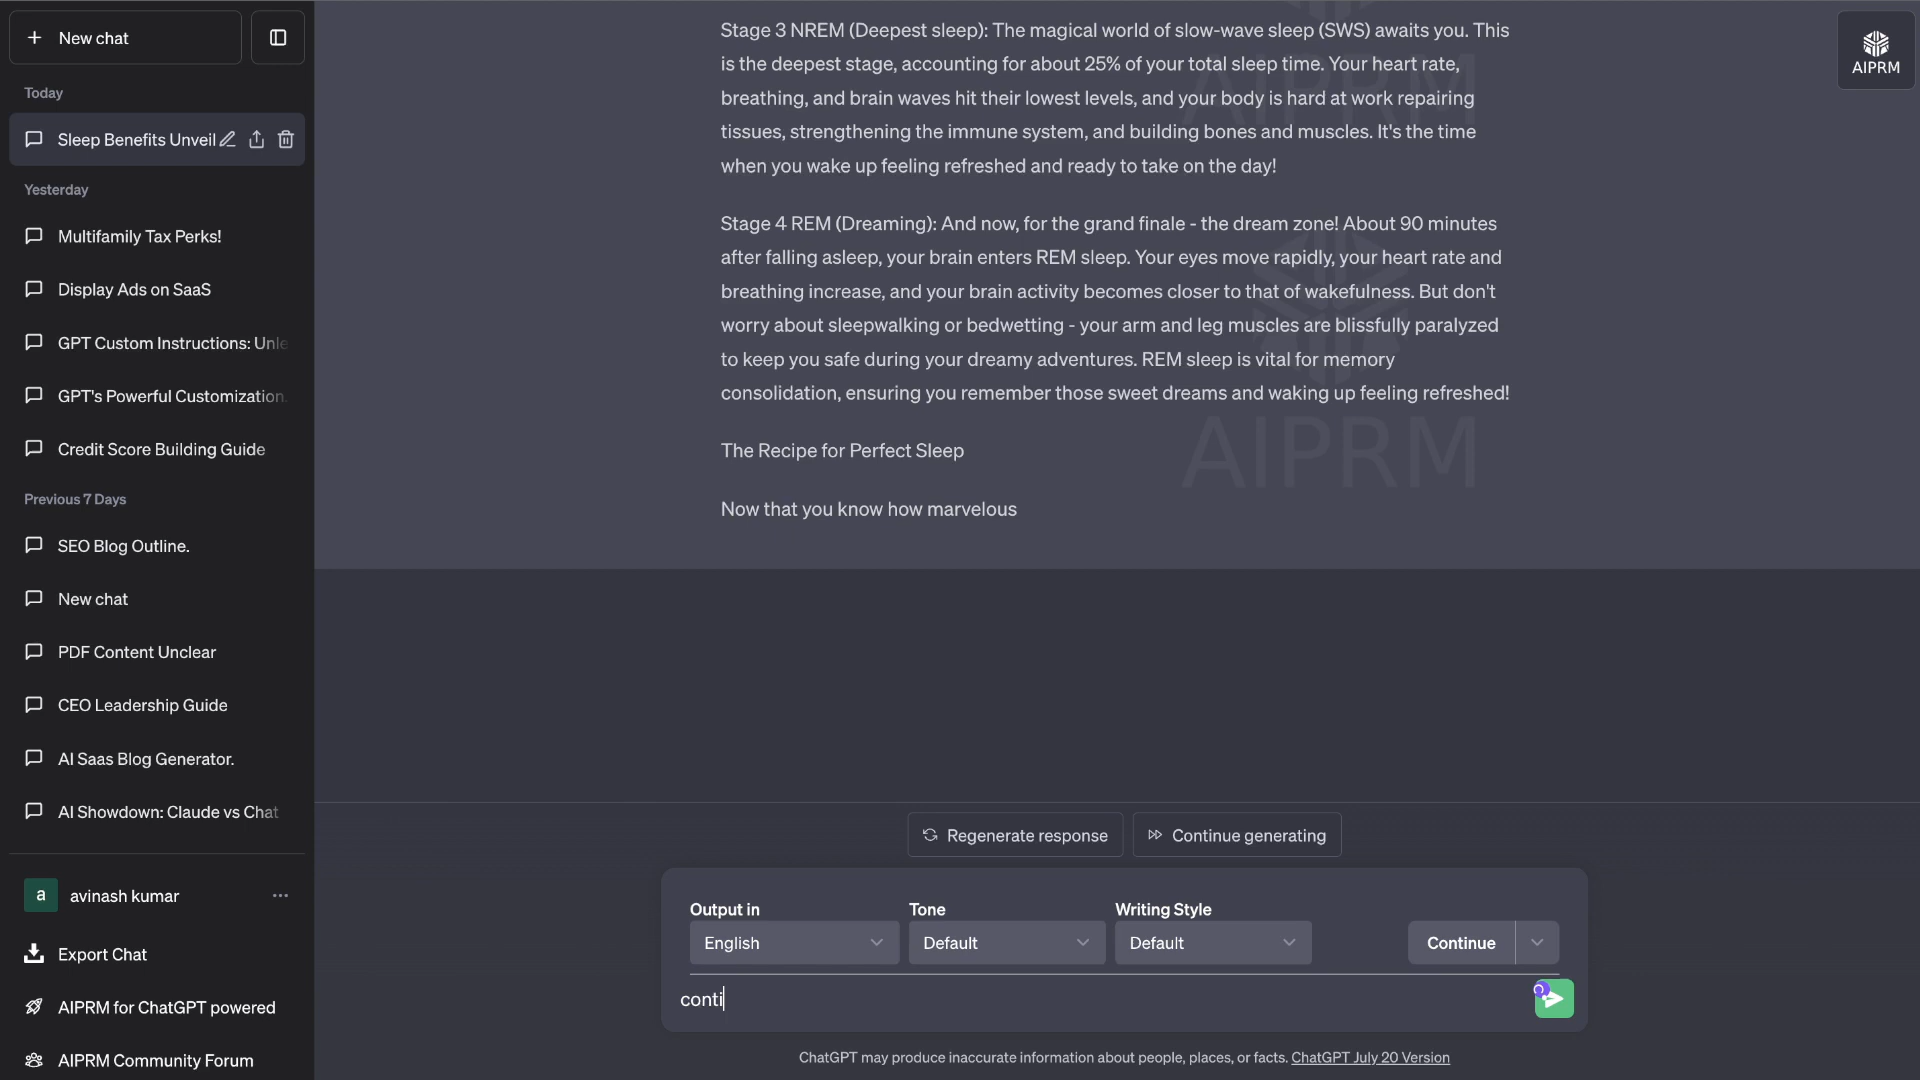 New chat
Today
Sleep Benefits Unveil
Yesterday
Multifamily Tax Perks!
Display Ads on SaaS
GPT Custom Instructions: Unle
GPT's Powerful Customization.
Credit Score Building Guide
Previous 7 Days
SEO Blog Outline.
New chat
PDF Content Unclear
CEO Leadership Guide
AI Saas Blog Generator.
AI Showdown: Claude vs Chat
a avinash kumar
Export Chat
AIPRM for ChatGPT powered
AIPRM Community Forum
Stage 3 NREM (Deepest sleep): The magical world of slow-wave sleep (SWS) awaits you. This
is the deepest stage, accounting for about 25% of your total sleep time. Your heart rate,
breathing, and brain waves hit their lowest levels, and your body is hard at work repairing
tissues, strengthening the immune system, and building bones and muscles. It's the time
when you wake up feeling refreshed and ready to take on the day!
Stage 4 REM (Dreaming): And now, for the grand finale - the dream zone! About 90 minutes
after falling asleep, your brain enters REM sleep. Your eyes move rapidly, your heart rate and
breathing increase, and your brain activity becomes closer to that of wakefulness. But don't
worry about sleepwalking or bedwetting - your arm and leg muscles are blissfully paralyzed
to keep you safe during your dreamy adventures. REM sleep is vital for memory
consolidation, ensuring you remember those sweet dreams and waking up feeling refreshed!
The Recipe for Perfect Sleep
Now that you know how marvelous
AIPRM
AIPRM
AIPRM
Regenerate response
Continue generating
Output in
Tone
Writing Style
English
Default
Default
Continue
conti
ChatGPT may produce inaccurate information about people, places, or facts. ChatGPT July 20 Version